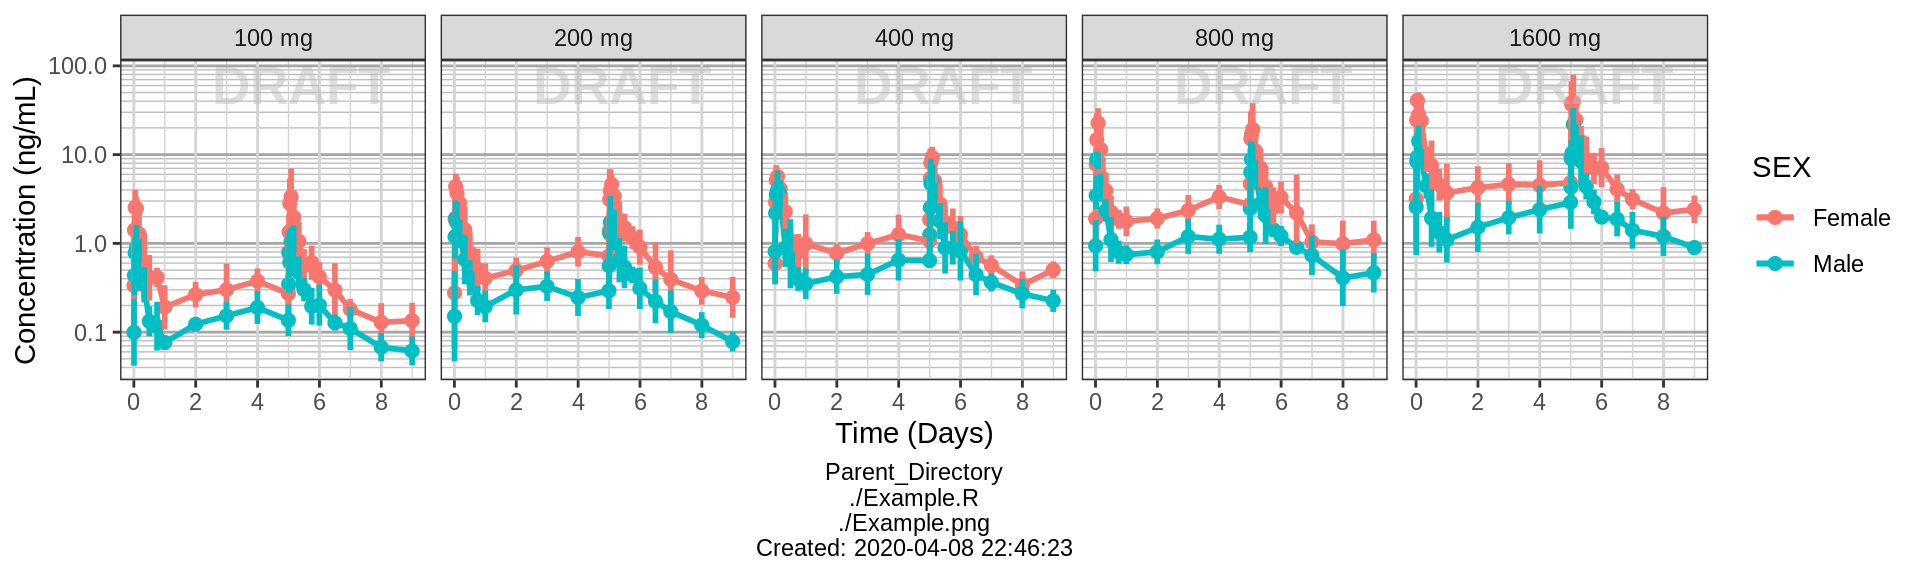 100 mg 200 mg 400 mg 800 mg 1600 mg
DRAFT DRAFT DRAFT DRAFT DRAFT
Concentration (ng/mL)
100.0
10.0
1.0
0.1
0 2 4 6 8 0 2 4 6 8 0 2 4 6 8 0 2 4 6 8 0 2 4 6 8
Time (Days)
SEX
Female
Male
Parent_Directory
./Example.R
./Example.png
Created: 2020-04-08 22:46:23